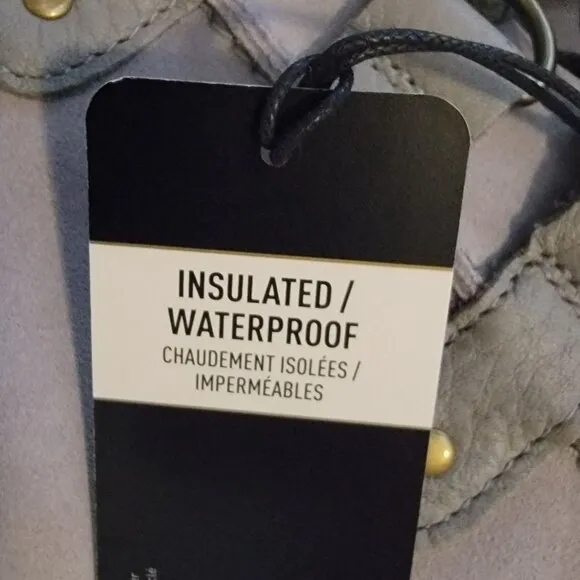 INSULATED /
WATERPROOF
CHAUDEMENT ISOLÉES /
IMPERMÉABLES